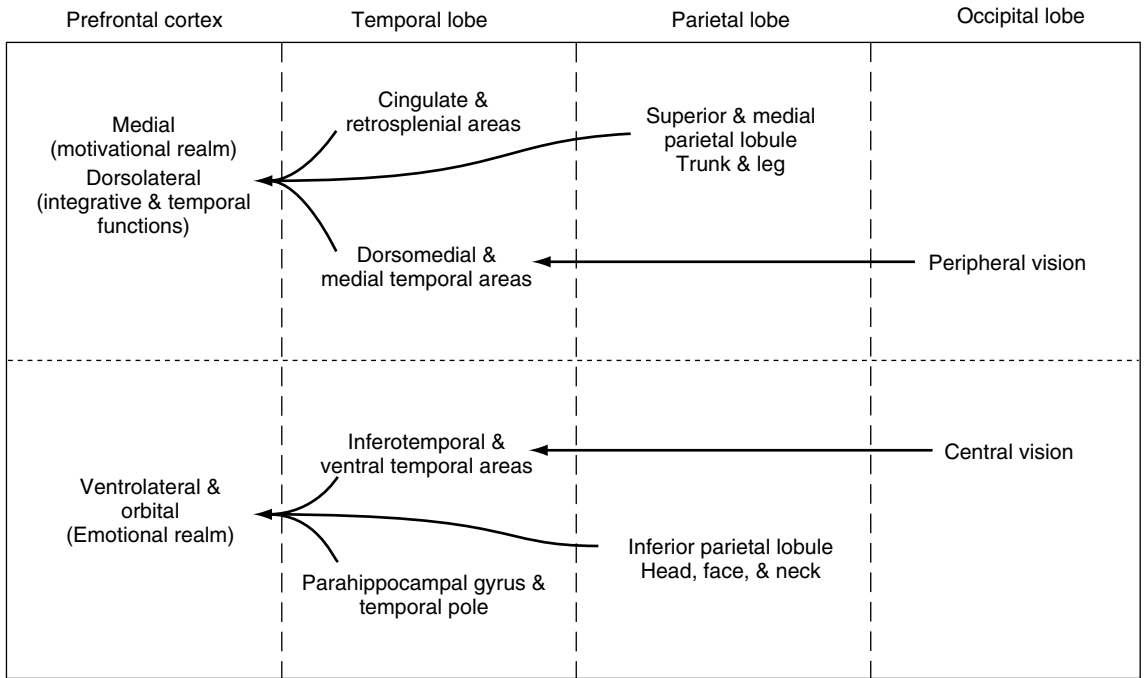 Prefrontal cortex
Temporal lobe
Parietal lobe
Occipital lobe
Medial
(motivational realm)
Dorsolateral
(integrative & temporal
functions)
Cingulate &
retrosplenial areas
Superior & medial
parietal lobule
Trunk & leg
Dorsomedial &
medial temporal areas
Peripheral vision
Ventrolateral &
orbital
(Emotional realm)
Inferotemporal &
ventral temporal areas
Central vision
Parahippocampal gyrus &
temporal pole
Inferior parietal lobule
Head, face, & neck